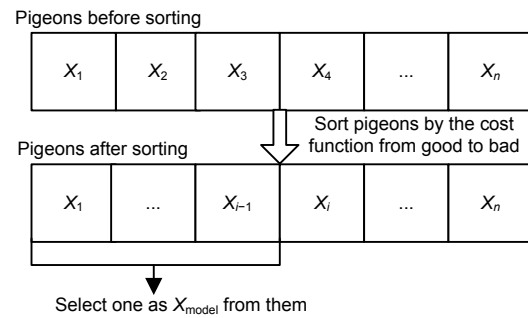 Pigeons before sorting
X1 X2 X3 X4 ... Xn
Sort pigeons by the cost
function from good to bad
Pigeons after sorting
X1 ... Xi−1 Xi ... Xn
Select one as Xmodel from them